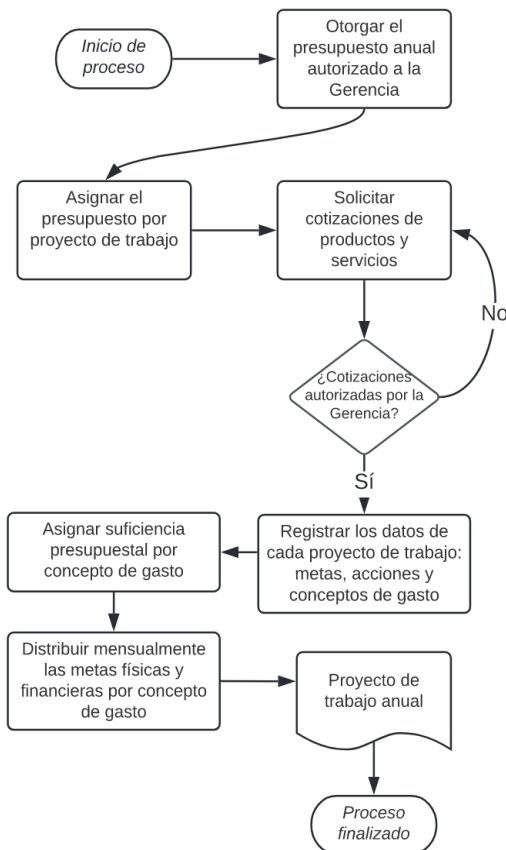 Inicio de
proceso
Otorgar el
presupuesto anual
autorizado a la
Gerencia
Asignar el
presupuesto por
proyecto de trabajo
Solicitar
cotizaciones de
productos y
servicios
No
¿Cotizaciones
autorizadas por la
Gerencia?
Sí
Registrar los datos de
cada proyecto de trabajo:
metas, acciones y
conceptos de gasto
Asignar suficiencia
presupuestal por
concepto de gasto
Distribuir mensualmente
las metas físicas y
financieras por concepto
de gasto
Proyecto de
trabajo anual
Proceso
finalizado